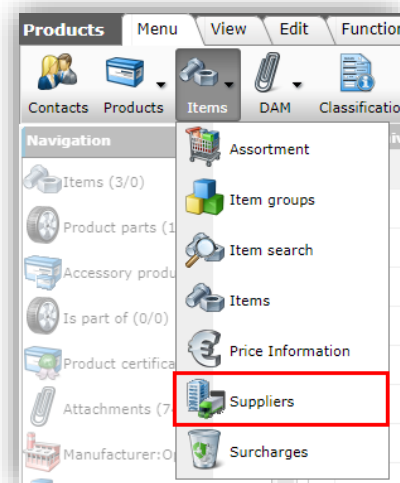 Products Menu View Edit Function
Contacts Products Items DAM Classificatio
Navigation
Items (3/0)
Product parts (1
Accessory produ
Is part of (0/0)
Product certifica
Attachments (7
Manufacturer:Op
Assortment
Item groups
Item search
Items
Price Information
Suppliers
Surcharges